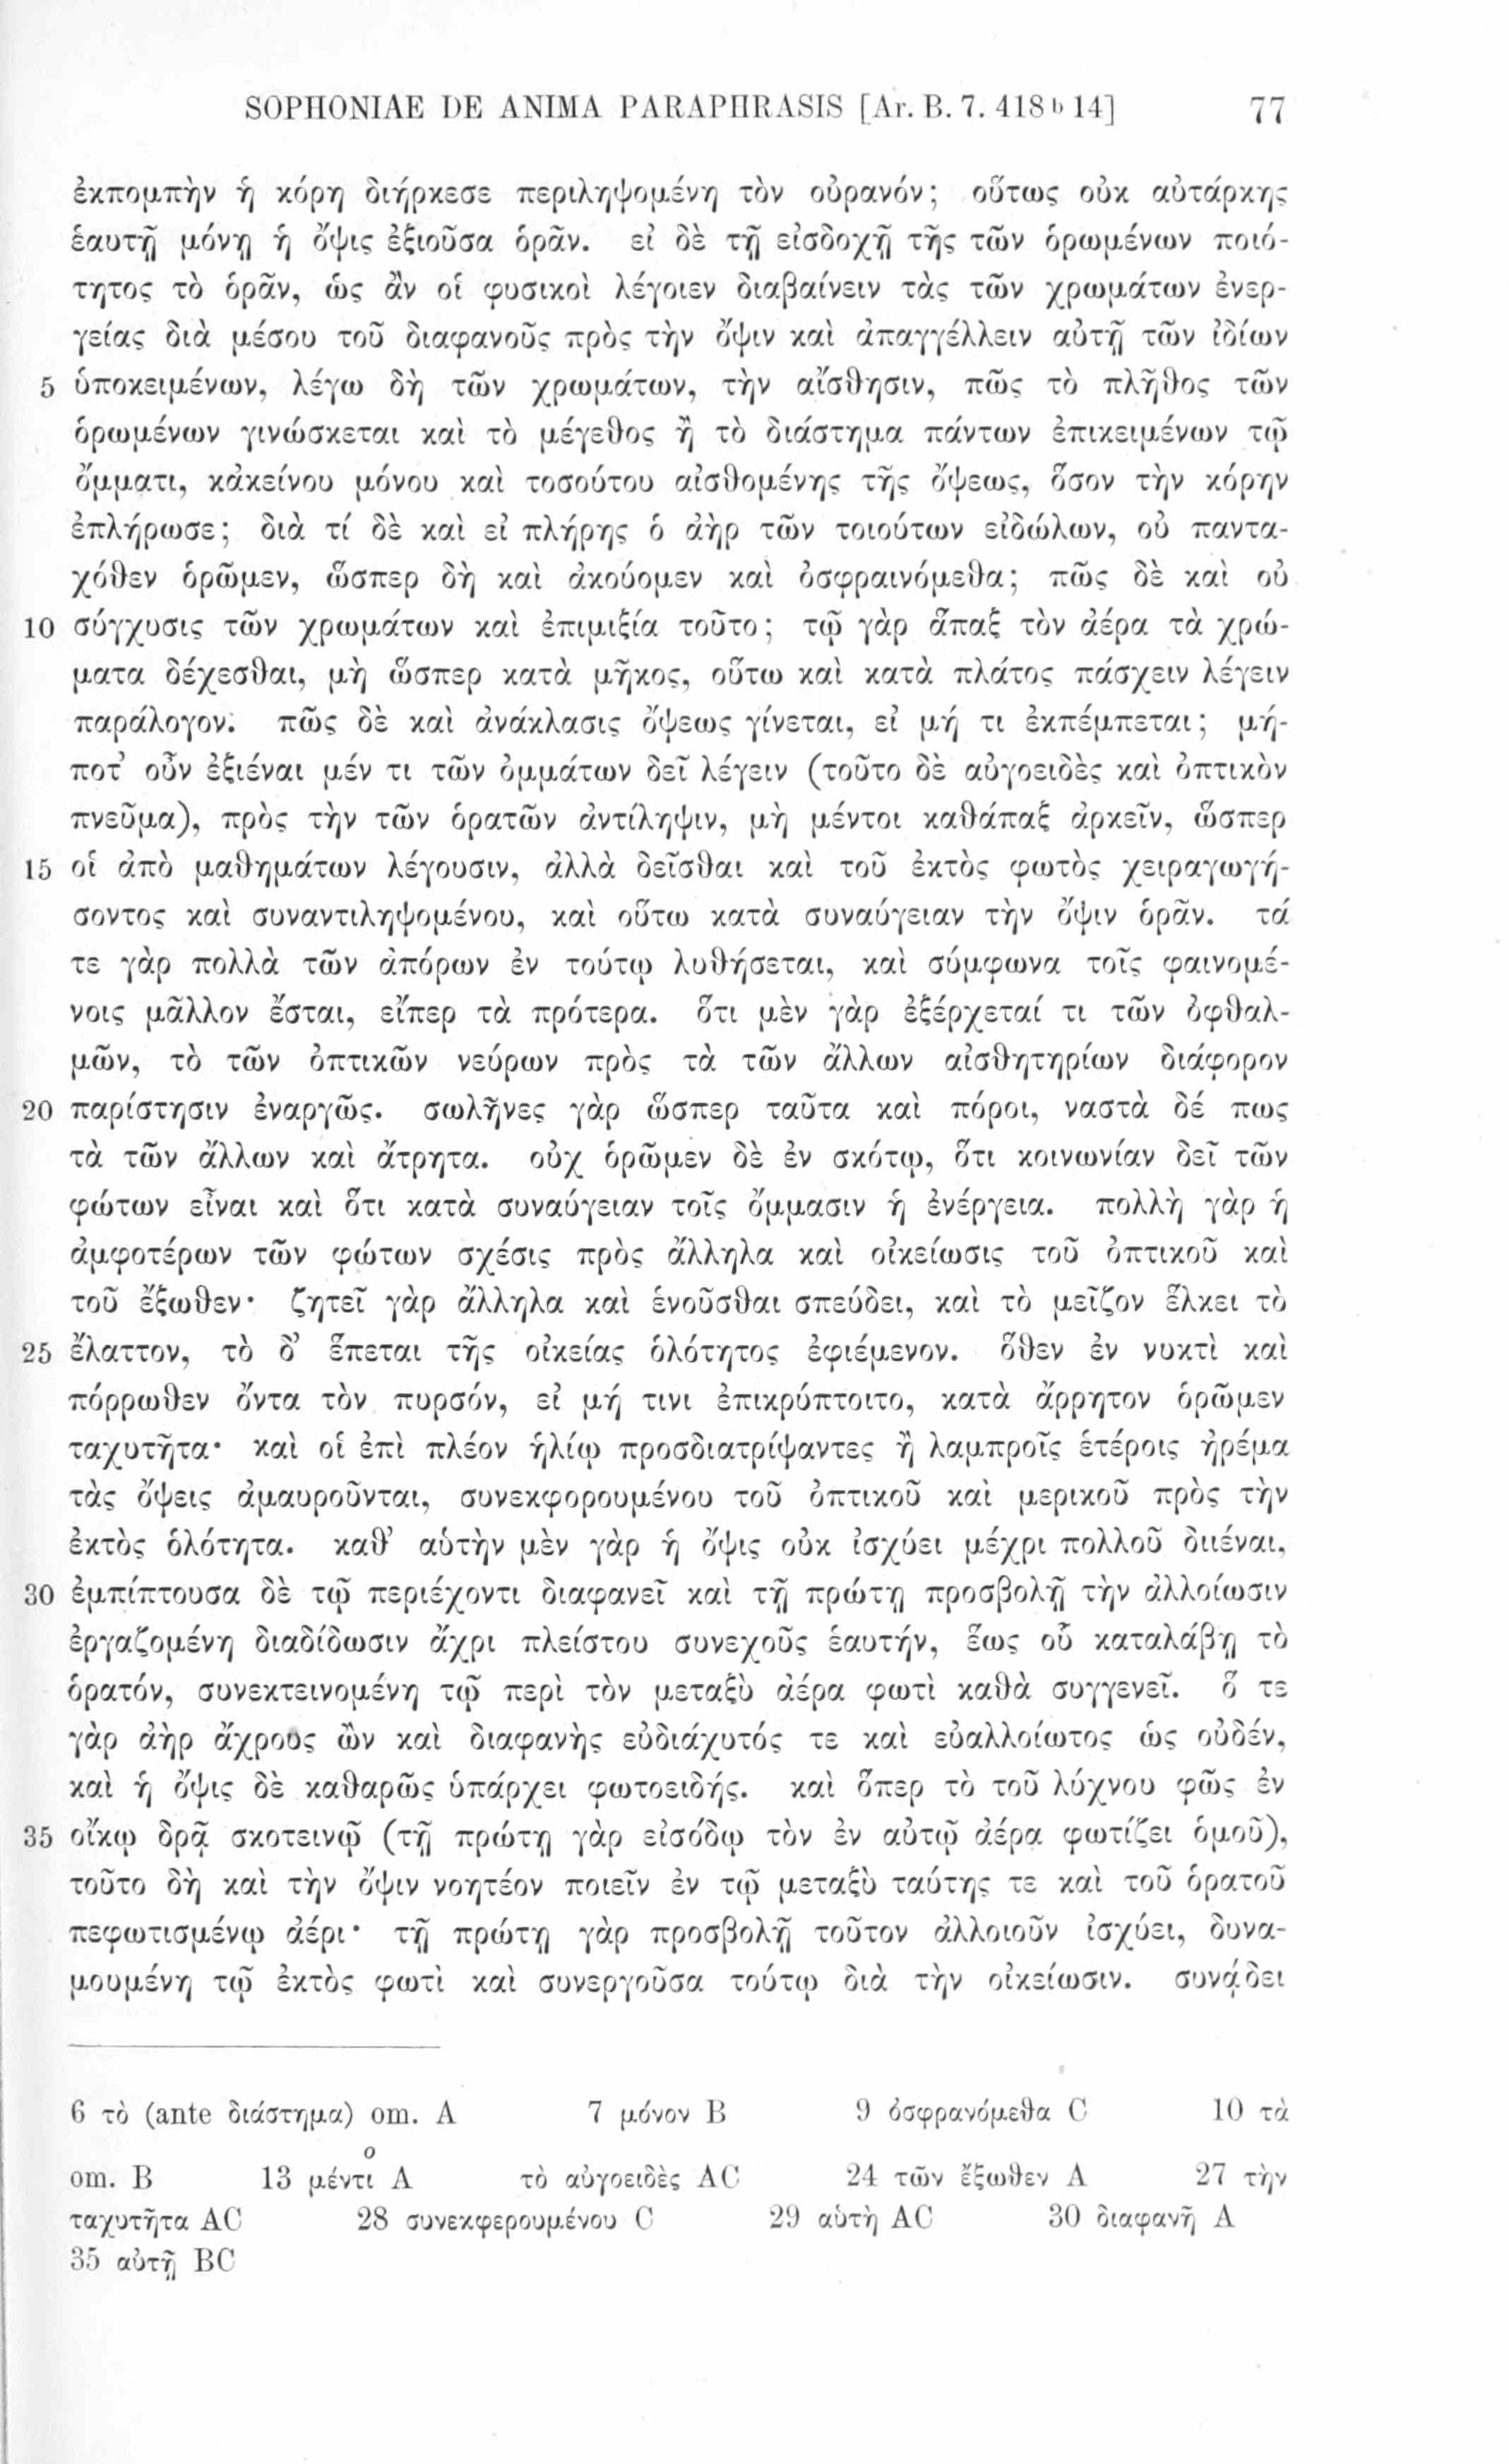 SOPHONIAE DE ANIMA PARAPHRASIS [Ar. B. 7. 418 b 14] 77
ἐκπομπὴν ἡ κόρη διήρκεσε περιληψομένη τὸν οὐρανόν; οὕτως οὐκ αὐτάρκης
ἑαυτῇ μόνῃ ἡ ὄψις ἐξιοῦσα ὁρᾶν. εἰ δὲ τῇ εἰσδοχῇ τῆς τῶν ὁρωμένων ποιό-
τητος τὸ ὁρᾶν, ὡς ἂν οἱ φυσικοὶ λέγοιεν διαβαίνειν τὰς τῶν χρωμάτων ἐνερ-
γείας διὰ μέσου τοῦ διαφανοῦς πρὸς τὴν ὄψιν καὶ ἀπαγγέλλειν αὐτῇ τῶν ἰδίων
5 ὑποκειμένων, λέγω δὴ τῶν χρωμάτων, τὴν αἴσθησιν, πῶς τὸ πλῆθος τῶν
ὁρωμένων γινώσκεται καὶ τὸ μέγεθος ἢ τὸ διάστημα πάντων ἐπικειμένων τῷ
ὄμματι, κἀκείνου μόνου καὶ τοσούτου αἰσθομένης τῆς ὄψεως, ὅσον τὴν κόρην
ἐπλήρωσε; διὰ τί δὲ καὶ εἰ πλήρης ὁ ἀὴρ τῶν τοιούτων εἰδώλων, οὐ παντα-
χόθεν ὁρῶμεν, ὥσπερ δὴ καὶ ἀκούομεν καὶ ὀσφραινόμεθα; πῶς δὲ καὶ οὐ
10 σύγχυσις τῶν χρωμάτων καὶ ἐπιμιξία τοῦτο; τῷ γὰρ ἅπαξ τὸν ἀέρα τὰ χρώ-
ματα δέχεσθαι, μὴ ὥσπερ κατὰ μῆκος, οὕτω καὶ κατὰ πλάτος πάσχειν λέγειν
παράλογον. πῶς δὲ καὶ ἀνάκλασις ὄψεως γίνεται, εἰ μή τι ἐκπέμπεται; μή-
ποτ’ οὖν ἐξιέναι μέν τι τῶν ὀμμάτων δεῖ λέγειν (τοῦτο δὲ αὐγοειδὲς καὶ ὀπτικὸν
πνεῦμα), πρὸς τὴν τῶν ὁρατῶν ἀντίληψιν, μὴ μέντοι καθάπαξ ἀρκεῖν, ὥσπερ
15 οἱ ἀπὸ μαθημάτων λέγουσιν, ἀλλὰ δεῖσθαι καὶ τοῦ ἐκτὸς φωτὸς χειραγωγή-
σοντος καὶ συναντιληψομένου, καὶ οὕτω κατὰ συναύγειαν τὴν ὄψιν ὁρᾶν. τά
τε γὰρ πολλὰ τῶν ἀπόρων ἐν τούτῳ λυθήσεται, καὶ σύμφωνα τοῖς φαινομέ-
νοις μᾶλλον ἔσται, εἴπερ τὰ πρότερα. ὅτι μὲν γὰρ ἐξέρχεταί τι τῶν ὀφθαλ-
μῶν, τὸ τῶν ὀπτικῶν νεύρων πρὸς τὰ τῶν ἄλλων αἰσθητηρίων διάφορον
20 παρίστησιν ἐναργῶς. σωλῆνες γὰρ ὥσπερ ταῦτα καὶ πόροι, ναστὰ δέ πως
τὰ τῶν ἄλλων καὶ ἄτρητα. οὐχ ὁρῶμεν δὲ ἐν σκότῳ, ὅτι κοινωνίαν δεῖ τῶν
φώτων εἶναι καὶ ὅτι κατὰ συναύγειαν τοῖς ὄμμασιν ἡ ἐνέργεια. πολλὴ γὰρ ἡ
ἀμφοτέρων τῶν φώτων σχέσις πρὸς ἄλληλα καὶ οἰκείωσις τοῦ ὀπτικοῦ καὶ
τοῦ ἔξωθεν· ζητεῖ γὰρ ἄλληλα καὶ ἑνοῦσθαι σπεύδει, καὶ τὸ μεῖζον ἕλκει τὸ
25 ἔλαττον, τὸ δ’ ἕπεται τῆς οἰκείας ὁλότητος ἐφιέμενον. ὅθεν ἐν νυκτὶ καὶ
πόρρωθεν ὄντα τὸν πυρσόν, εἰ μή τινι ἐπικρύπτοιτο, κατὰ ἄρρητον ὁρῶμεν
ταχυτῆτα· καὶ οἱ ἐπὶ πλέον ἡλίῳ προσδιατρίψαντες ἢ λαμπροῖς ἑτέροις ἠρέμα
τὰς ὄψεις ἀμαυροῦνται, συνεκφορουμένου τοῦ ὀπτικοῦ καὶ μερικοῦ πρὸς τὴν
ἐκτὸς ὁλότητα. καθ’ αὑτὴν μὲν γὰρ ἡ ὄψις οὐκ ἰσχύει μέχρι πολλοῦ διιέναι,
30 ἐμπίπτουσα δὲ τῷ περιέχοντι διαφανεῖ καὶ τῇ πρώτῃ προσβολῇ τὴν ἀλλοίωσιν
ἐργαζομένη διαδίδωσιν ἄχρι πλείστου συνεχοῦς ἑαυτήν, ἕως οὗ καταλάβῃ τὸ
ὁρατόν, συνεκτεινομένη τῷ περὶ τὸν μεταξὺ ἀέρα φωτὶ καθὰ συγγενεῖ. ὅ τε
γὰρ ἀὴρ ἄχρους ὢν καὶ διαφανὴς εὐδιάχυτός τε καὶ εὐαλλοίωτος ὡς οὐδέν,
καὶ ἡ ὄψις δὲ καθαρῶς ὑπάρχει φωτοειδής. καὶ ὅπερ τὸ τοῦ λύχνου φῶς ἐν
35 οἴκῳ δρᾷ σκοτεινῷ (τῇ πρώτῃ γὰρ εἰσόδῳ τὸν ἐν αὐτῷ ἀέρα φωτίζει ὁμοῦ),
τοῦτο δὴ καὶ τὴν ὄψιν νοητέον ποιεῖν ἐν τῷ μεταξὺ ταύτης τε καὶ τοῦ ὁρατοῦ
πεφωτισμένῳ ἀέρι· τῇ πρώτῃ γὰρ προσβολῇ τοῦτον ἀλλοιοῦν ἰσχύει, δυνα-
μουμένη τῷ ἐκτὸς φωτὶ καὶ συνεργοῦσα τούτῳ διὰ τὴν οἰκείωσιν. συνᾴδει
6 τὸ (ante διάστημα) om. A 7 μόνον B 9 ὀσφρανόμεθα C 10 τὰ
ο
om. B 13 μέντι A τὸ αὐγοειδὲς AC 24 τῶν ἔξωθεν A 27 τὴν
ταχυτῆτα AC 28 συνεκφερουμένου C 29 αὑτὴ AC 30 διαφανῆ A
35 αὐτῇ BC